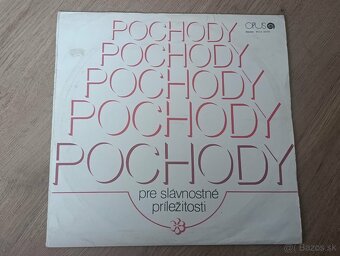 OPUS
POCHODY
POCHODY
POCHODY
POCHODY
POCHODY
pre slávnostné
príležitosti
@( Bazos.sk